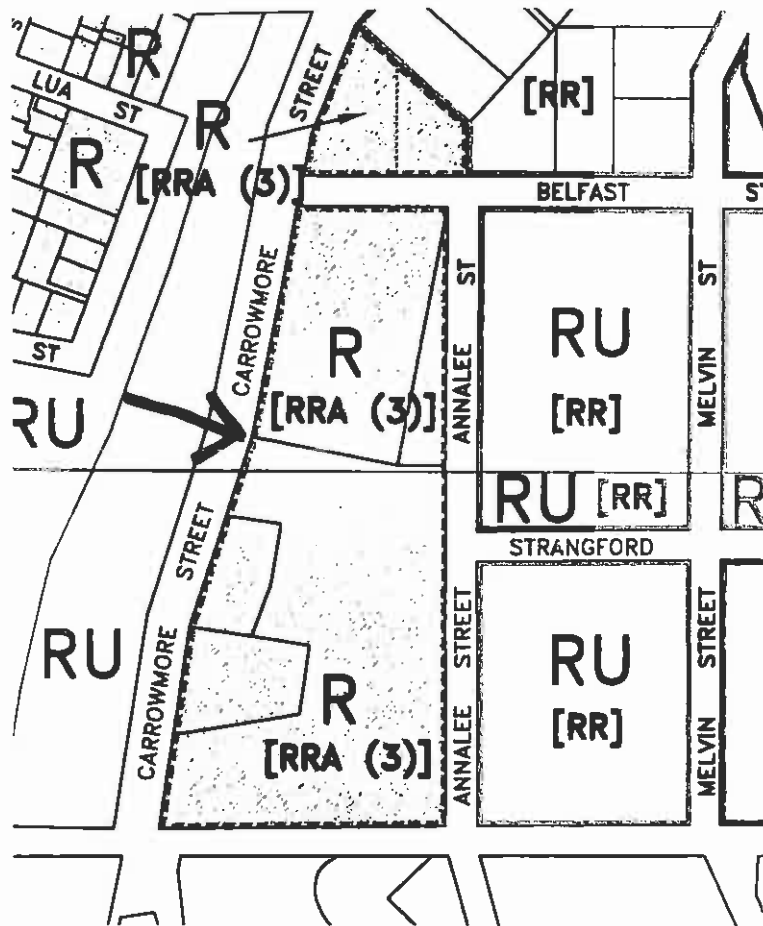 S
R
LUA ST
STREET
R
[RR]
R
[RRA (3)]
BELFAST ST
CARROWMORE
ST
ST
R
[RRA (3)]
ANNALEE
RU
[RR]
MELVIN
ST
RU
RU [RR]
R
STREET
STRANGFORD
RU
CARROWMORE
R
[RRA (3)]
ANNALEE STREET
RU
[RR]
MELVIN STREET